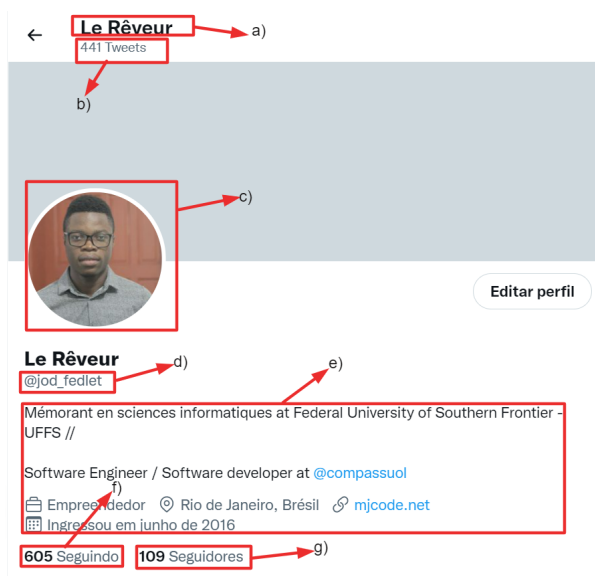 Le Rêveur
a)
441 Tweets
b)
c)
Editar perfil
Le Rêveur
d)
e)
@jod_fedlet
Mémorant en sciences informatiques at Federal University of Southern Frontier -
UFFS //
Software Engineer / Software developer at @compassuol
f)
Empreendedor Rio de Janeiro, Brésil mjcode.net
Ingressou em junho de 2016
605 Seguindo 109 Seguidores
g)